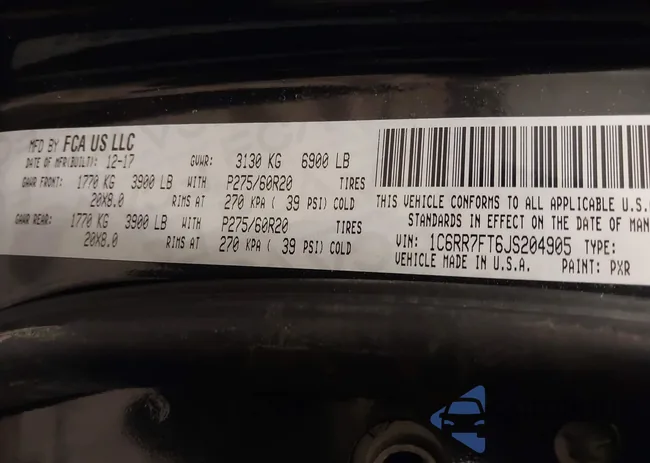 MFD BY FCA US LLC
DATE OF MFR(BUILT): 12-17 GVWR: 3130 KG 6900 LB
GAWR FRONT: 1770 KG 3900 LB WITH P275/60R20 TIRES
20X8.0 RIMS AT 270 KPA ( 39 PSI) COLD
GAWR REAR: 1770 KG 3900 LB WITH P275/60R20 TIRES
20X8.0 RIMS AT 270 KPA ( 39 PSI) COLD
THIS VEHICLE CONFORMS TO ALL APPLICABLE U.S.
STANDARDS IN EFFECT ON THE DATE OF MAN
VIN: 1C6RR7FT6JS204905 TYPE:
VEHICLE MADE IN U.S.A. PAINT: PXR